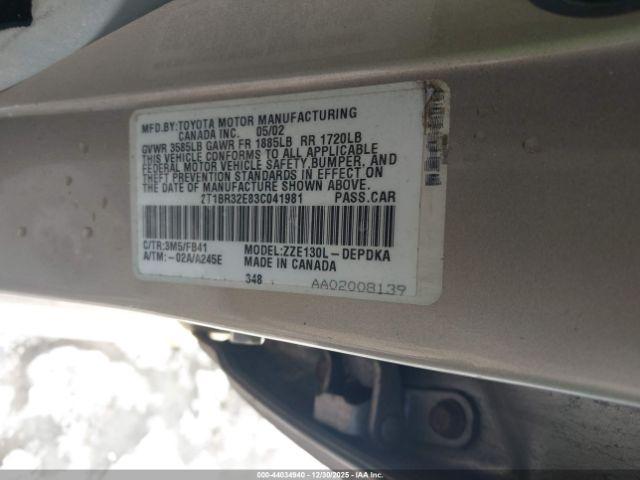 MFD.BY:TOYOTA MOTOR MANUFACTURING
CANADA INC. 05/02
GVWR 3585LB GAWR FR 1885LB RR 1720LB
THIS VEHICLE CONFORMS TO ALL APPLICABLE
FEDERAL MOTOR VEHICLE SAFETY,BUMPER, AND
THEFT PREVENTION STANDARDS IN EFFECT ON
THE DATE OF MANUFACTURE SHOWN ABOVE.
2T1BR32E83C041981 PASS.CAR
C/TR:3M5/FB41 MODEL:ZZE130L-DEPDKA
A/TM:-02A/A245E MADE IN CANADA
348 AA02008139
000-44034940 • 12/30/2025 • IAAI.COM